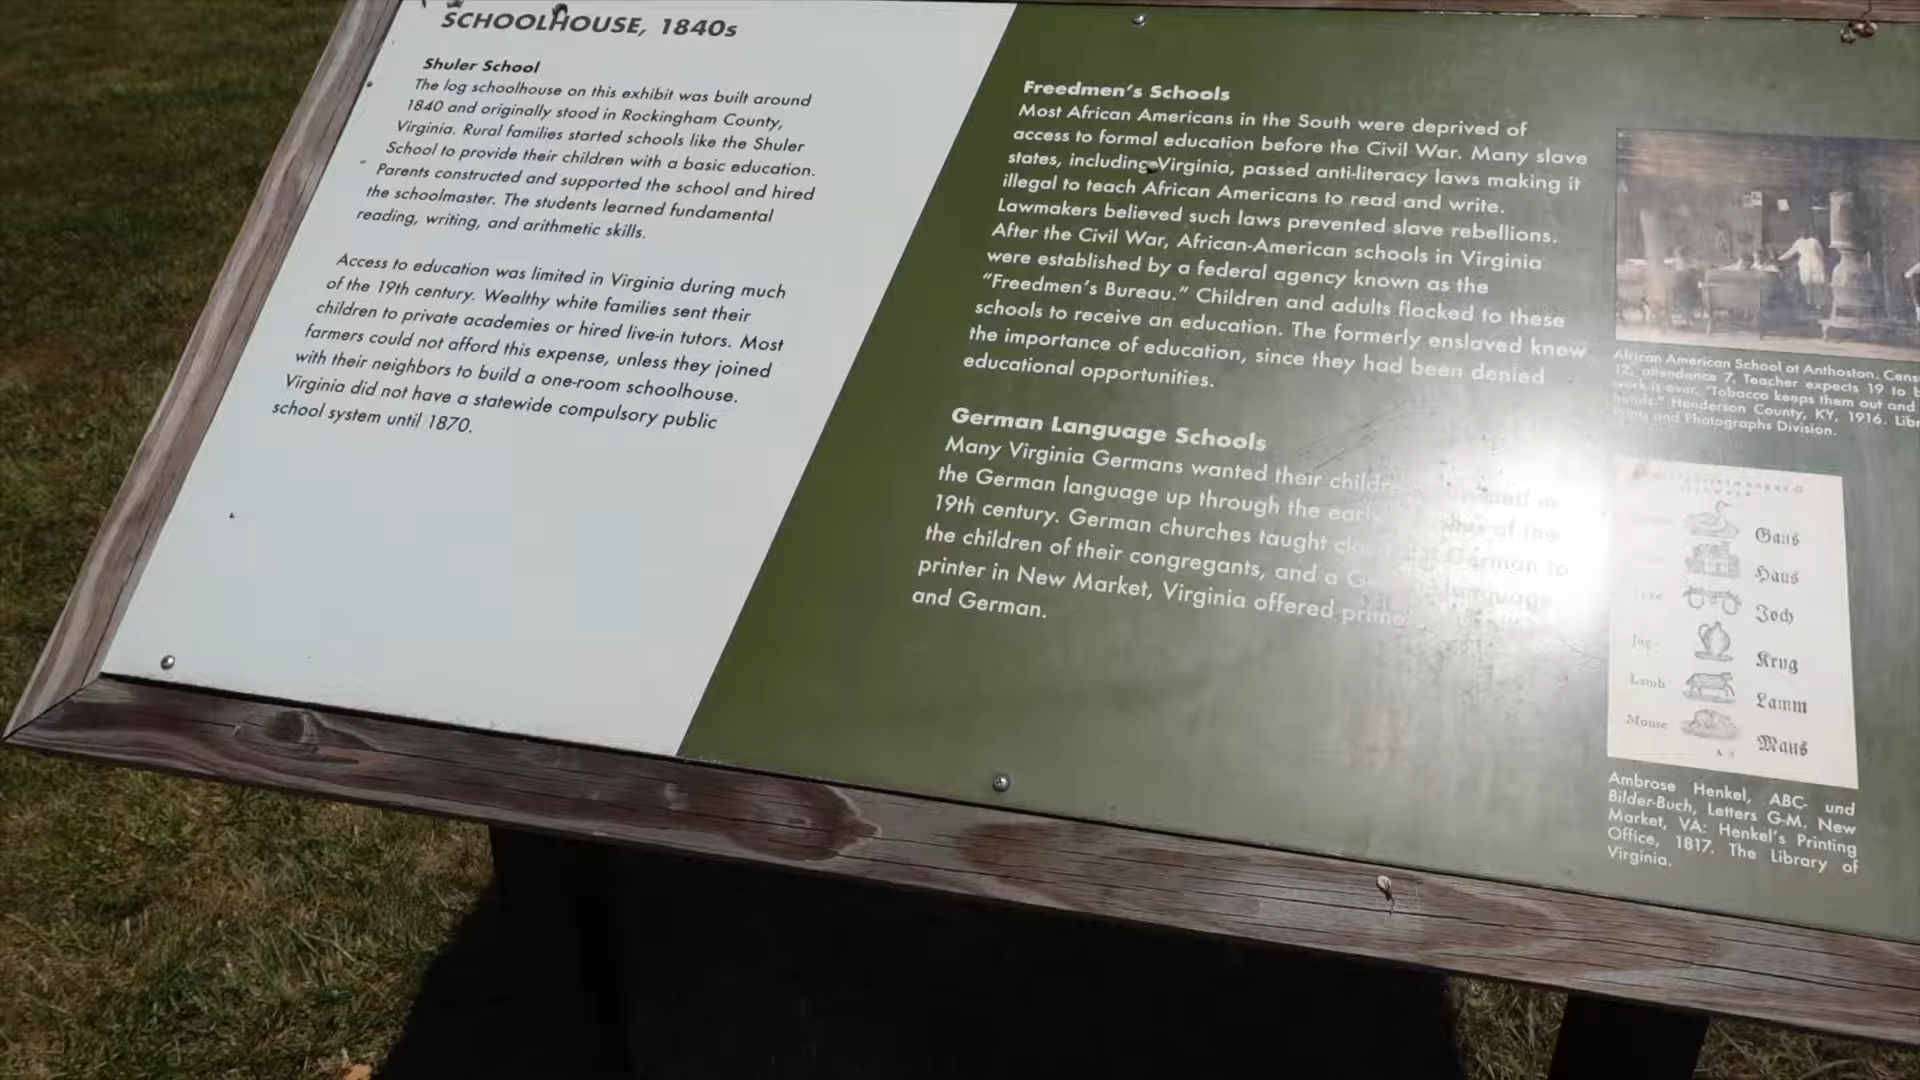 SCHOOLHOUSE, 1840s
Shuler School
The log schoolhouse on this exhibit was built around
1840 and originally stood in Rockingham County,
Virginia. Rural families started schools like the Shuler
School to provide their children with a basic education.
Parents constructed and supported the school and hired
the schoolmaster. The students learned fundamental
reading, writing, and arithmetic skills.
Access to education was limited in Virginia during much
of the 19th century. Wealthy white families sent their
children to private academies or hired live-in tutors. Most
farmers could not afford this expense, unless they joined
with their neighbors to build a one-room schoolhouse.
Virginia did not have a statewide compulsory public
school system until 1870.
Freedmen's Schools
Most African Americans in the South were deprived of
access to formal education before the Civil War. Many slave
states, including Virginia, passed anti-literacy laws making it
illegal to teach African Americans to read and write.
Lawmakers believed such laws prevented slave rebellions.
After the Civil War, African-American schools in Virginia
were established by a federal agency known as the
"Freedmen's Bureau." Children and adults flocked to these
schools to receive an education. The formerly enslaved knew
the importance of education, since they had been denied
educational opportunities.
German Language Schools
Many Virginia Germans wanted their in
the German language up through the early of the
19th century. German churches taught German to
the children of their congregants, and a language
printer in New Market, Virginia offered
and German.
African American School at Anthoston.
12, attendance 7. Teacher expects 19 to
work is over. "Tobacco keeps them out and
hands." Henderson County, KY, 1916.
Prints and Photographs Division.
Gans
Haus
Joch
Jug Krug
Lamb Lamm
Mouse Maus
Ambrose Henkel, ABC- und
Bilder-Buch, Letters G-M, New
Market, VA: Henkel's Printing
Office, 1817. The Library of
Virginia.